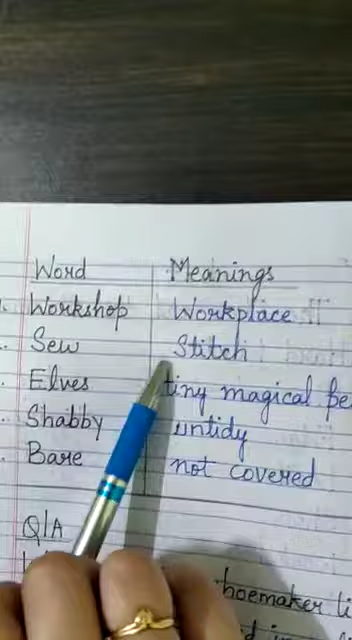 Word Meanings
Workshop Workplace
Sew Stitch
Elves tiny magical
Shabby untidy
Bare not covered
Q/A
hoemaker